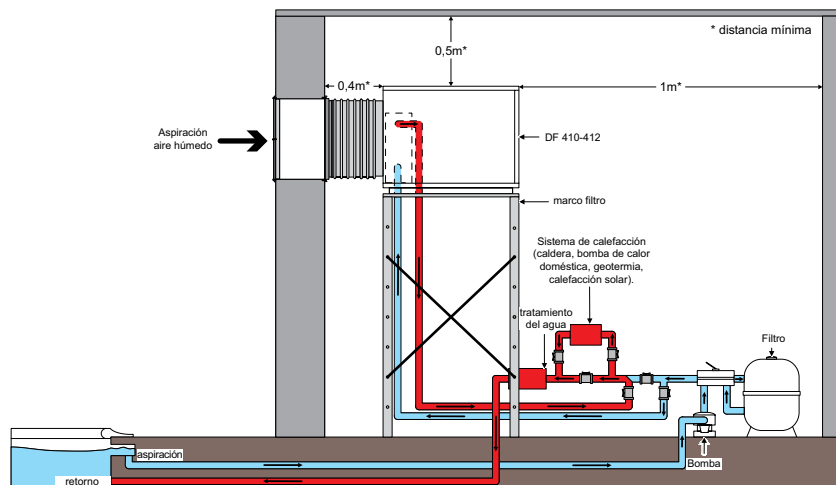 * distancia mínima
0,5m*
0,4m*
1m*
Aspiración
aire húmedo
DF 410-412
marco filtro
Sistema de calefacción
(caldera, bomba de calor
doméstica, geotermia,
calefacción solar).
tratamiento
del agua
Filtro
aspiración
Bomba
retorno